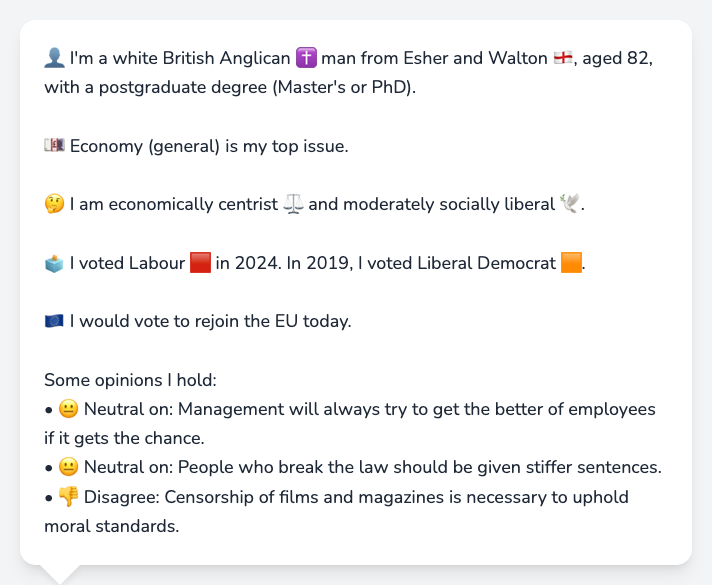 👤 I'm a white British Anglican ✝️ man from Esher and Walton 🏴󠁧󠁢󠁥󠁮󠁧󠁿, aged 82,
with a postgraduate degree (Master's or PhD).
💷 Economy (general) is my top issue.
🤔 I am economically centrist ⚖️ and moderately socially liberal 🕊️.
🗳️ I voted Labour 🟥 in 2024. In 2019, I voted Liberal Democrat 🟧.
🇪🇺 I would vote to rejoin the EU today.
Some opinions I hold:
• 😐 Neutral on: Management will always try to get the better of employees
if it gets the chance.
• 😐 Neutral on: People who break the law should be given stiffer sentences.
• 👎 Disagree: Censorship of films and magazines is necessary to uphold
moral standards.